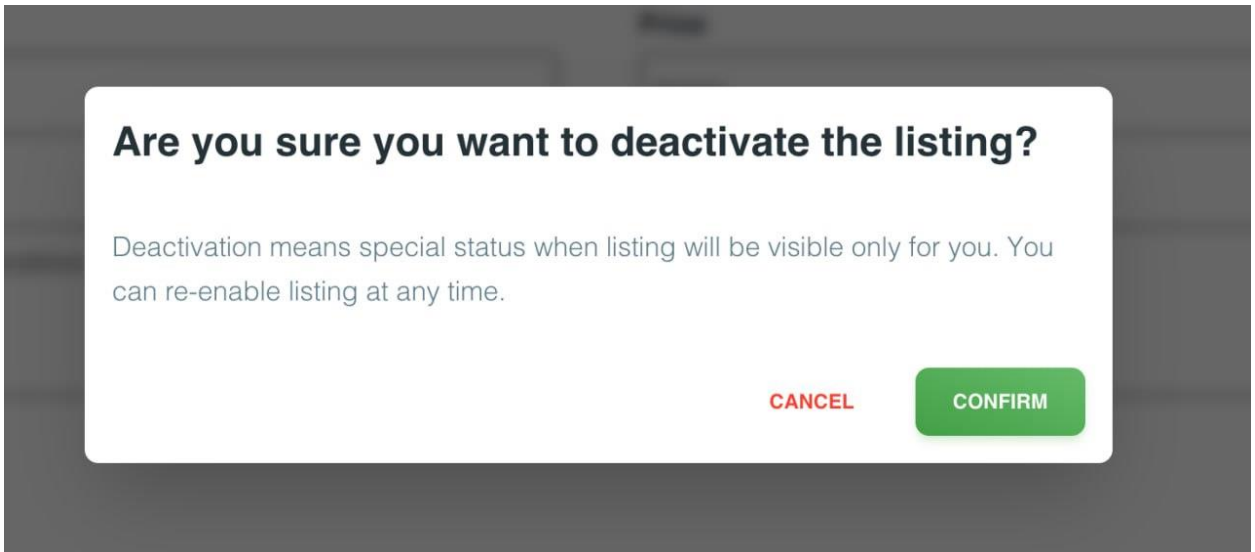 Are you sure you want to deactivate the listing?
Deactivation means special status when listing will be visible only for you. You
can re-enable listing at any time.
CANCEL
CONFIRM